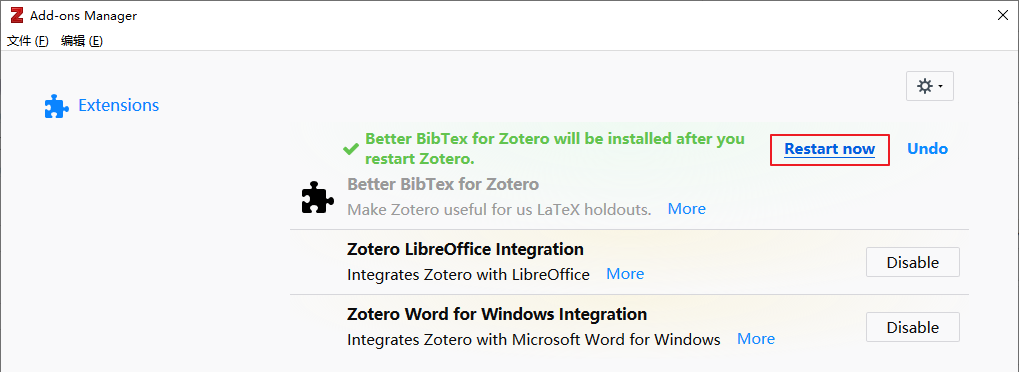 Add-ons Manager
文件 (F) 编辑 (E)
Extensions
Better BibTex for Zotero will be installed after you
restart Zotero.
Restart now Undo
Better BibTex for Zotero
Make Zotero useful for us LaTeX holdouts. More
Zotero LibreOffice Integration
Integrates Zotero with LibreOffice More
Disable
Zotero Word for Windows Integration
Integrates Zotero with Microsoft Word for Windows More
Disable